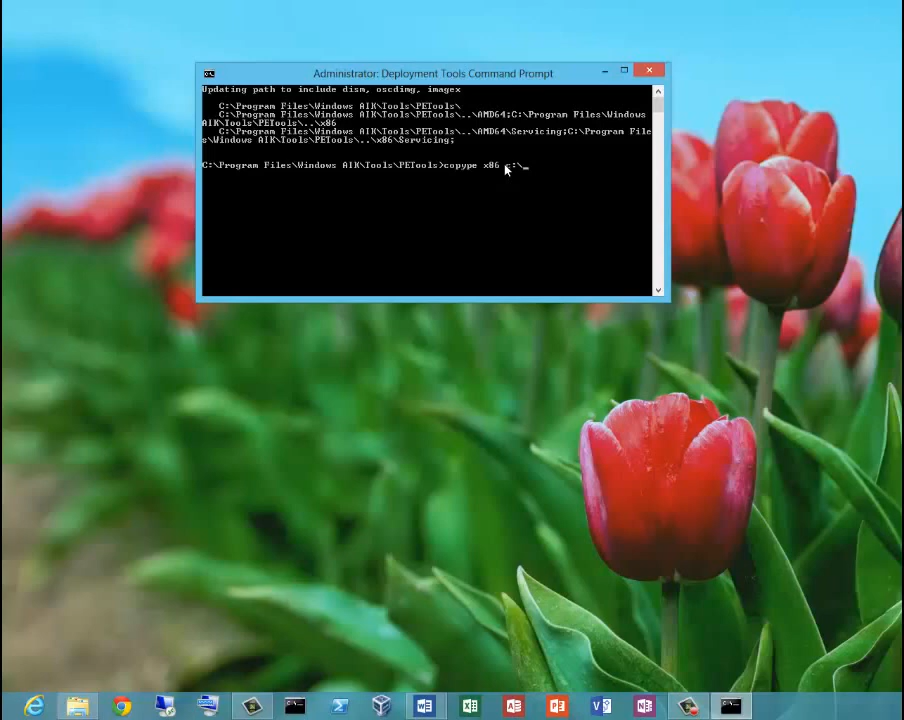 Administrator: Deployment Tools Command Prompt
Updating path to include dism, oscdimg, imagex
C:\Program Files\Windows AIK\Tools\PETools\
C:\Program Files\Windows AIK\Tools\PETools\..\AMD64;C:\Program Files\Windows
AIK\Tools\PETools\..\x86
C:\Program Files\Windows AIK\Tools\PETools\..\AMD64\Servicing;C:\Program File
s\Windows AIK\Tools\PETools\..\x86\Servicing;
C:\Program Files\Windows AIK\Tools\PETools>copype x86 c:\_